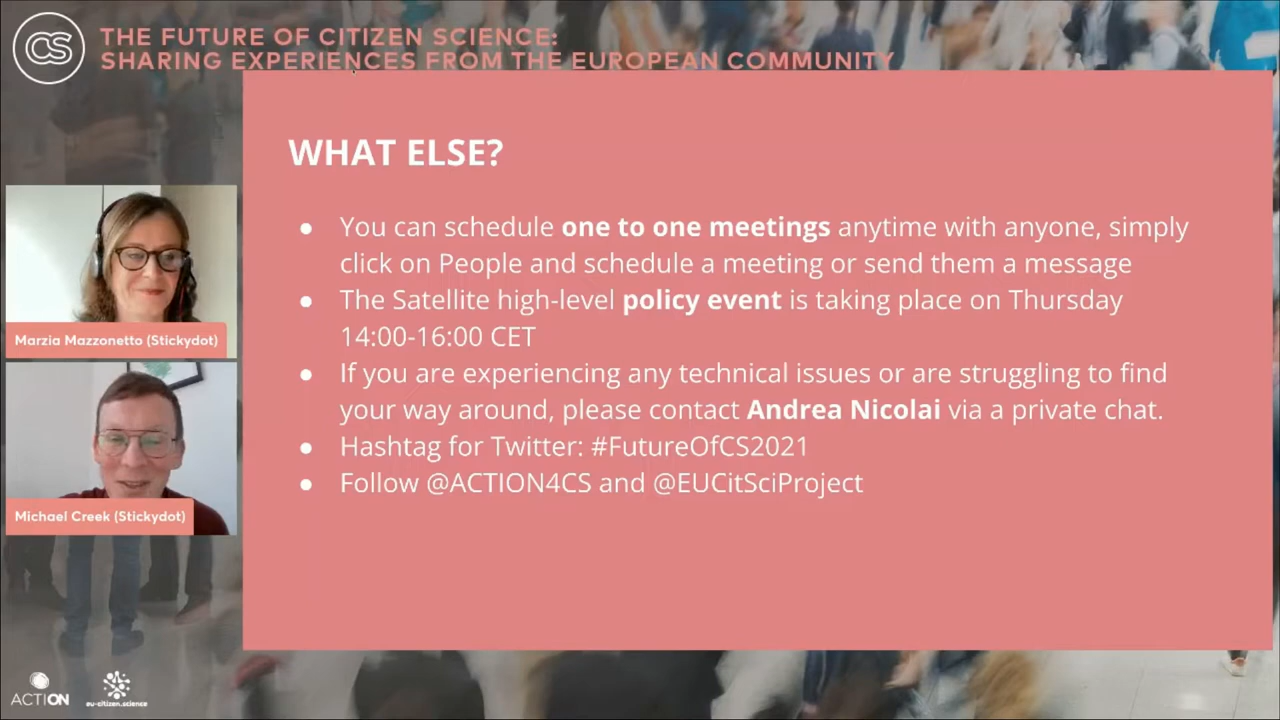 CS
THE FUTURE OF CITIZEN SCIENCE:
SHARING EXPERIENCES FROM THE EUROPEAN COMMUNITY
WHAT ELSE?
● You can schedule one to one meetings anytime with anyone, simply
click on People and schedule a meeting or send them a message
● The Satellite high-level policy event is taking place on Thursday
14:00-16:00 CET
● If you are experiencing any technical issues or are struggling to find
your way around, please contact Andrea Nicolai via a private chat.
● Hashtag for Twitter: #FutureOfCS2021
● Follow @ACTION4CS and @EUCitSciProject
Marzia Mazzonetto (Stickydot)
Michael Creek (Stickydot)
ACTION
eu-citizen.science